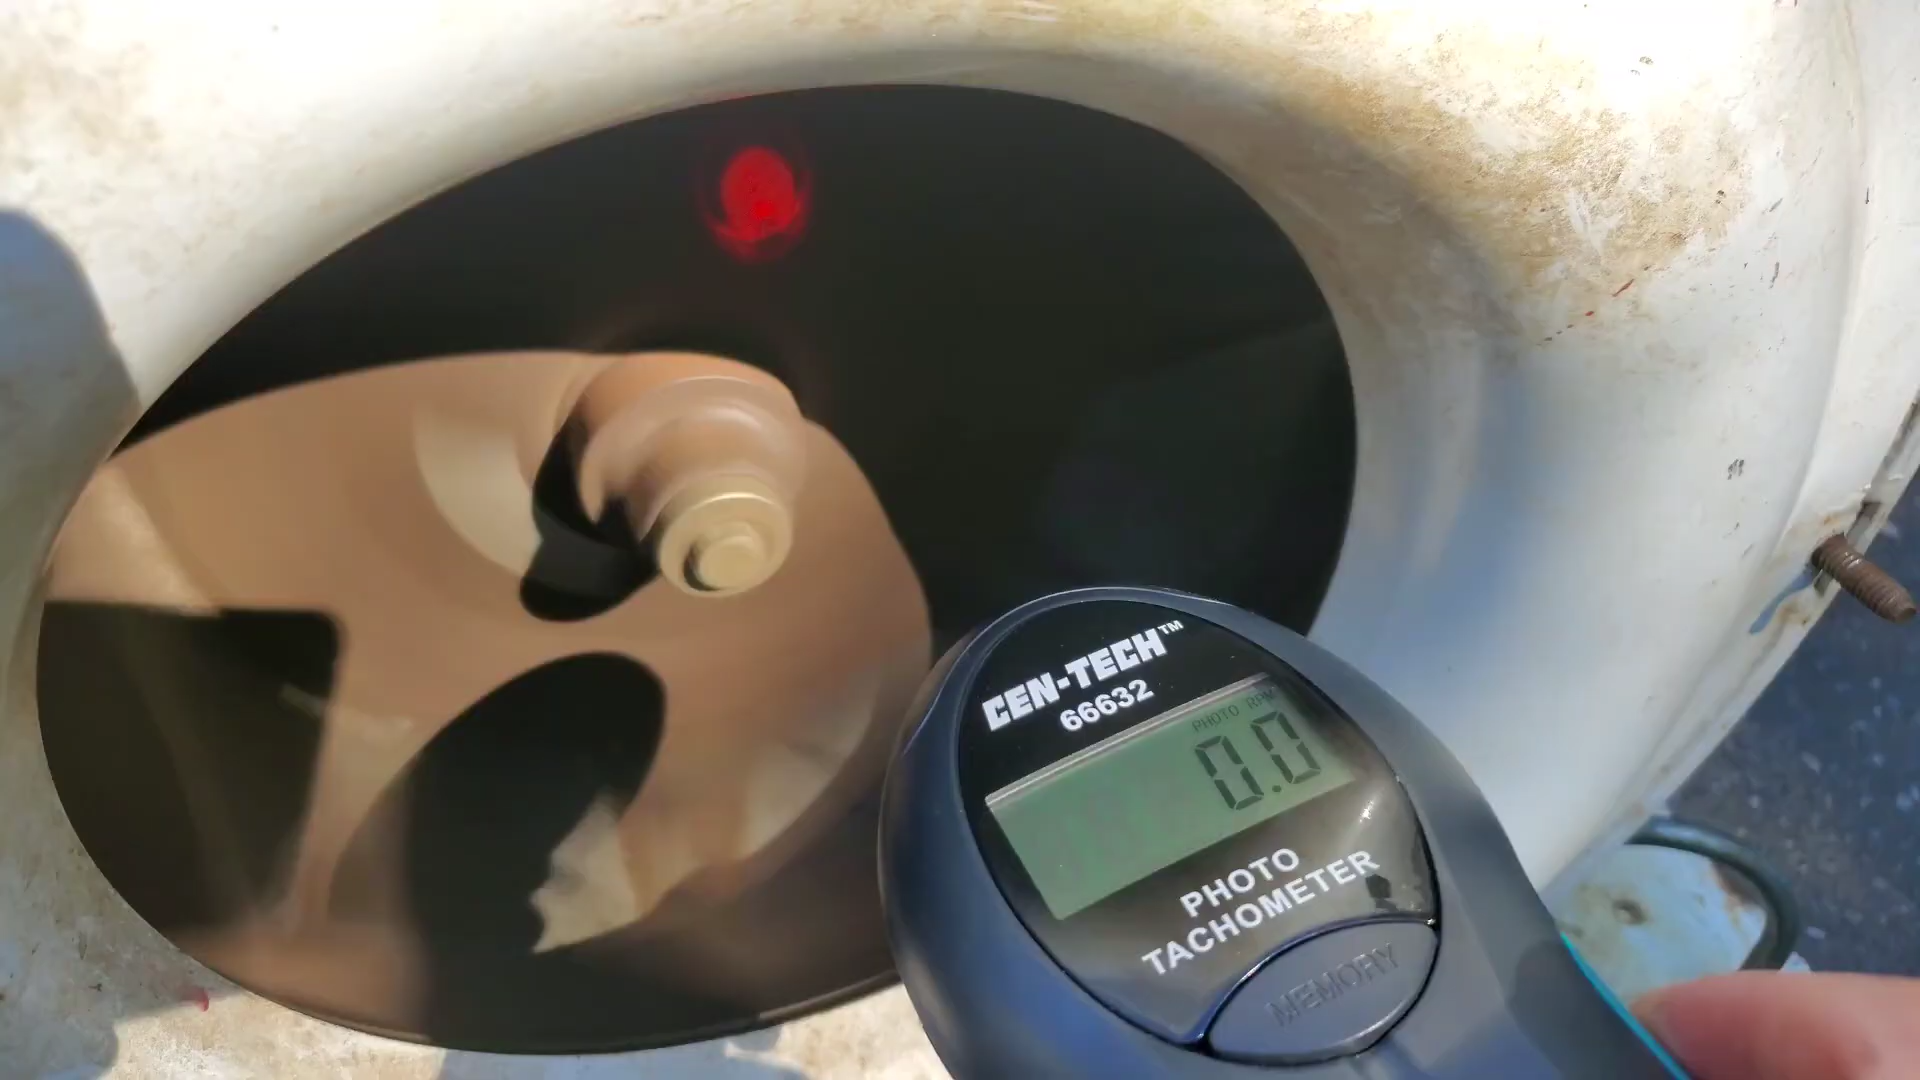 CEN-TECH™
66632
PHOTO RPM
0.0
PHOTO
TACHOMETER
MEMORY